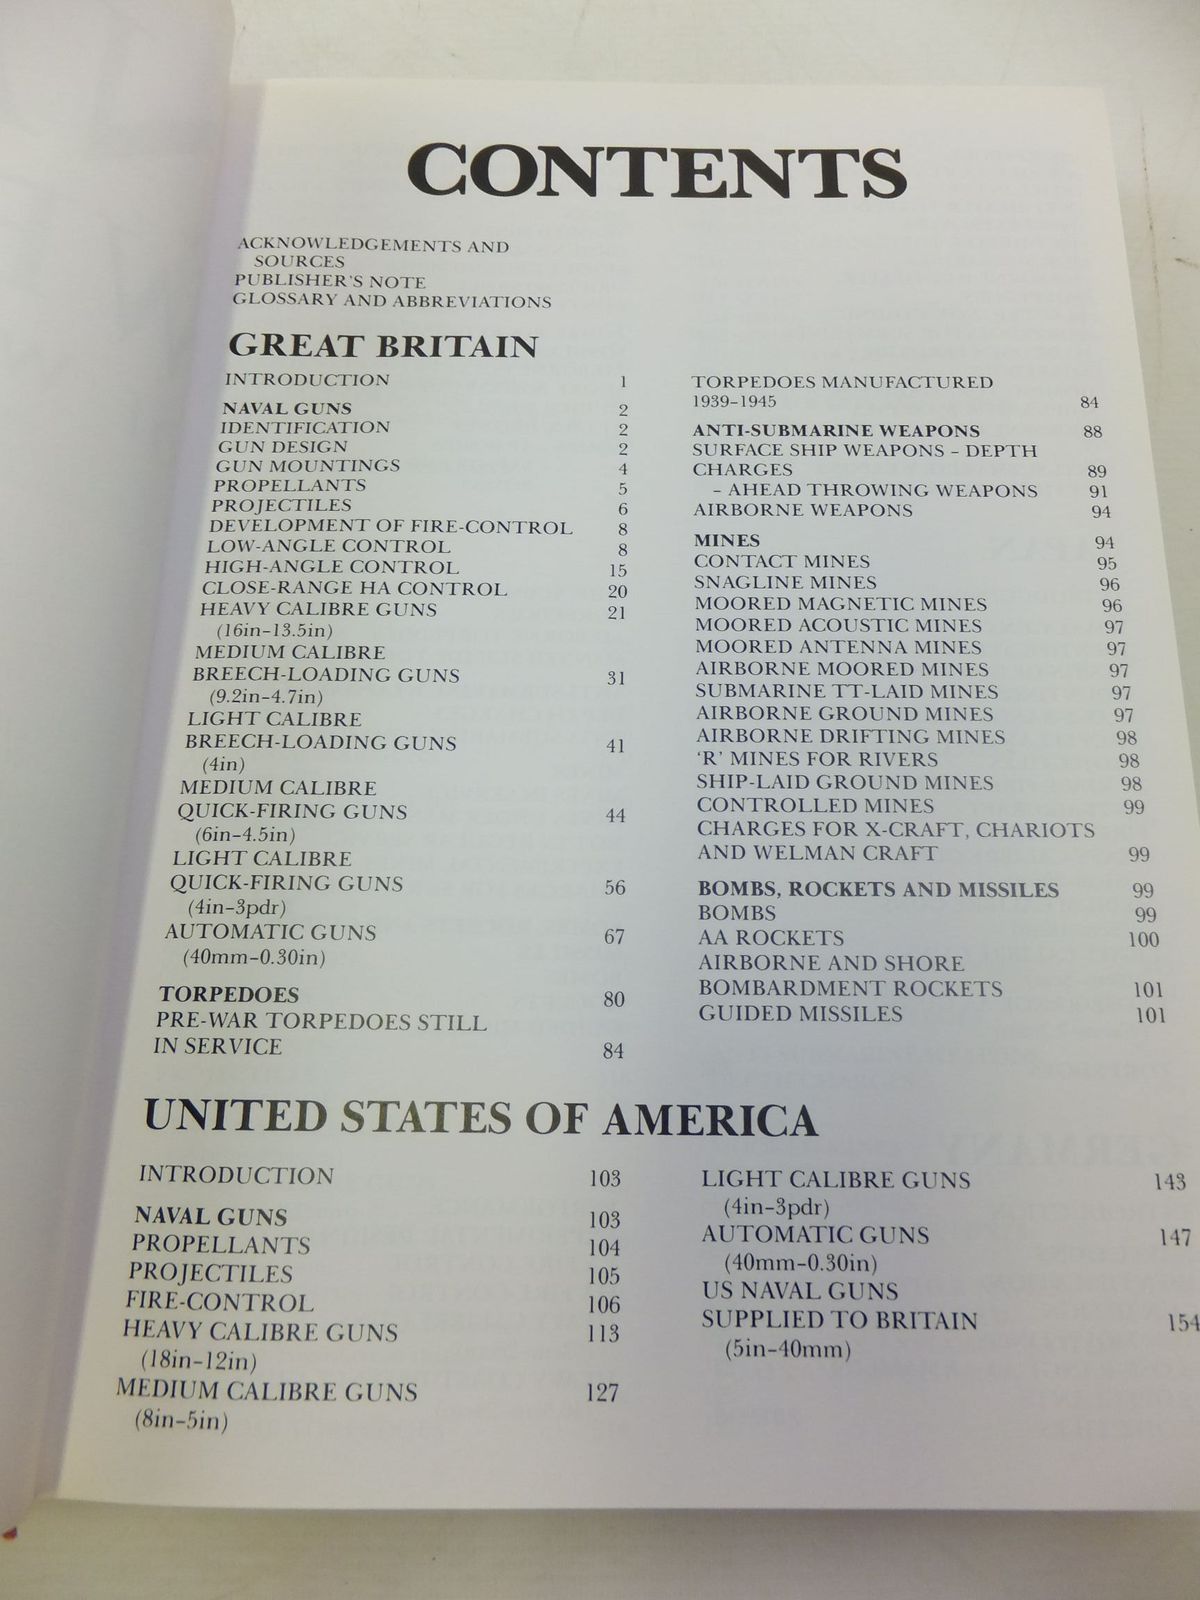 CONTENTS
ACKNOWLEDGEMENTS AND
SOURCES
PUBLISHER'S NOTE
GLOSSARY AND ABBREVIATIONS
GREAT BRITAIN
INTRODUCTION 1
NAVAL GUNS 2
IDENTIFICATION 2
GUN DESIGN 2
GUN MOUNTINGS 4
PROPELLANTS 5
PROJECTILES 6
DEVELOPMENT OF FIRE-CONTROL 8
LOW-ANGLE CONTROL 8
HIGH-ANGLE CONTROL 15
CLOSE-RANGE HA CONTROL 20
HEAVY CALIBRE GUNS 21
(16in–13.5in)
MEDIUM CALIBRE
BREECH-LOADING GUNS 31
(9.2in–4.7in)
LIGHT CALIBRE
BREECH-LOADING GUNS 41
(4in)
MEDIUM CALIBRE
QUICK-FIRING GUNS 44
(6in–4.5in)
LIGHT CALIBRE
QUICK-FIRING GUNS 56
(4in–3pdr)
AUTOMATIC GUNS 67
(40mm–0.30in)
TORPEDOES 80
PRE-WAR TORPEDOES STILL
IN SERVICE 84
TORPEDOES MANUFACTURED
1939–1945 84
ANTI-SUBMARINE WEAPONS 88
SURFACE SHIP WEAPONS – DEPTH
CHARGES 89
– AHEAD THROWING WEAPONS 91
AIRBORNE WEAPONS 94
MINES 94
CONTACT MINES 95
SNAGLINE MINES 96
MOORED MAGNETIC MINES 96
MOORED ACOUSTIC MINES 97
MOORED ANTENNA MINES 97
AIRBORNE MOORED MINES 97
SUBMARINE TT-LAID MINES 97
AIRBORNE GROUND MINES 97
AIRBORNE DRIFTING MINES 98
'R' MINES FOR RIVERS 98
SHIP-LAID GROUND MINES 98
CONTROLLED MINES 99
CHARGES FOR X-CRAFT, CHARIOTS
AND WELMAN CRAFT 99
BOMBS, ROCKETS AND MISSILES 99
BOMBS 99
AA ROCKETS 100
AIRBORNE AND SHORE
BOMBARDMENT ROCKETS 101
GUIDED MISSILES 101
UNITED STATES OF AMERICA
INTRODUCTION 103
NAVAL GUNS 103
PROPELLANTS 104
PROJECTILES 105
FIRE-CONTROL 106
HEAVY CALIBRE GUNS 113
(18in–12in)
MEDIUM CALIBRE GUNS 127
(8in–5in)
LIGHT CALIBRE GUNS 143
(4in–3pdr)
AUTOMATIC GUNS 147
(40mm–0.30in)
US NAVAL GUNS
SUPPLIED TO BRITAIN 154
(5in–40mm)